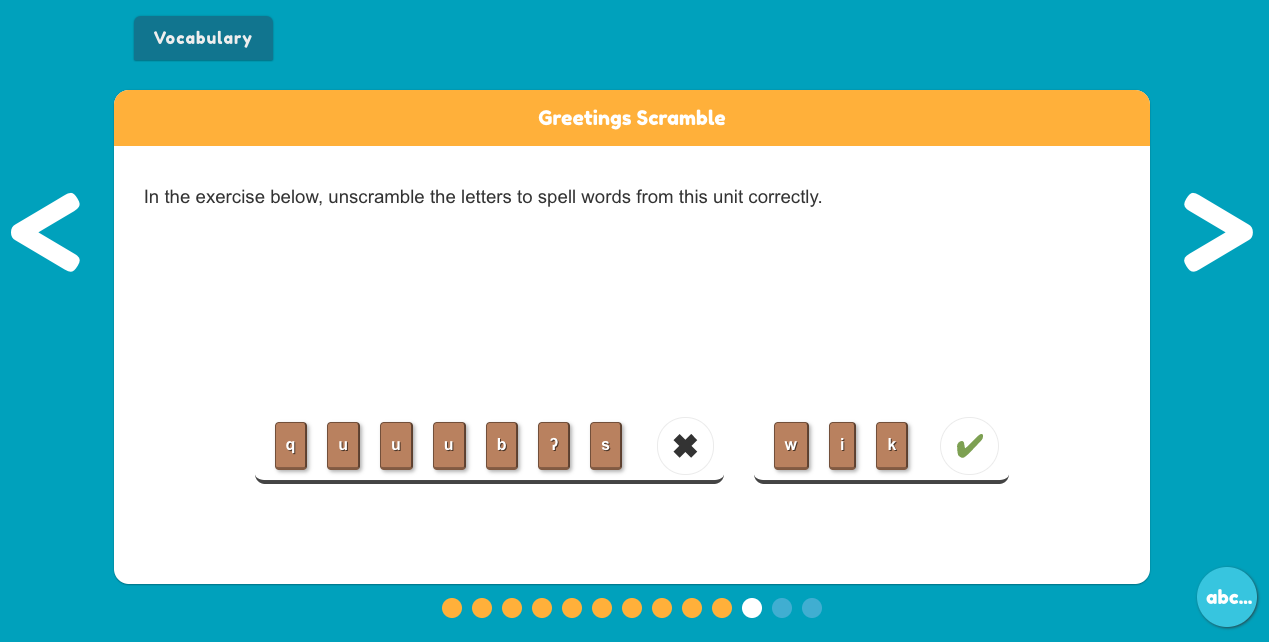 Vocabulary
Greetings Scramble
In the exercise below, unscramble the letters to spell words from this unit correctly.
q u u u b ? s w i k
abc...